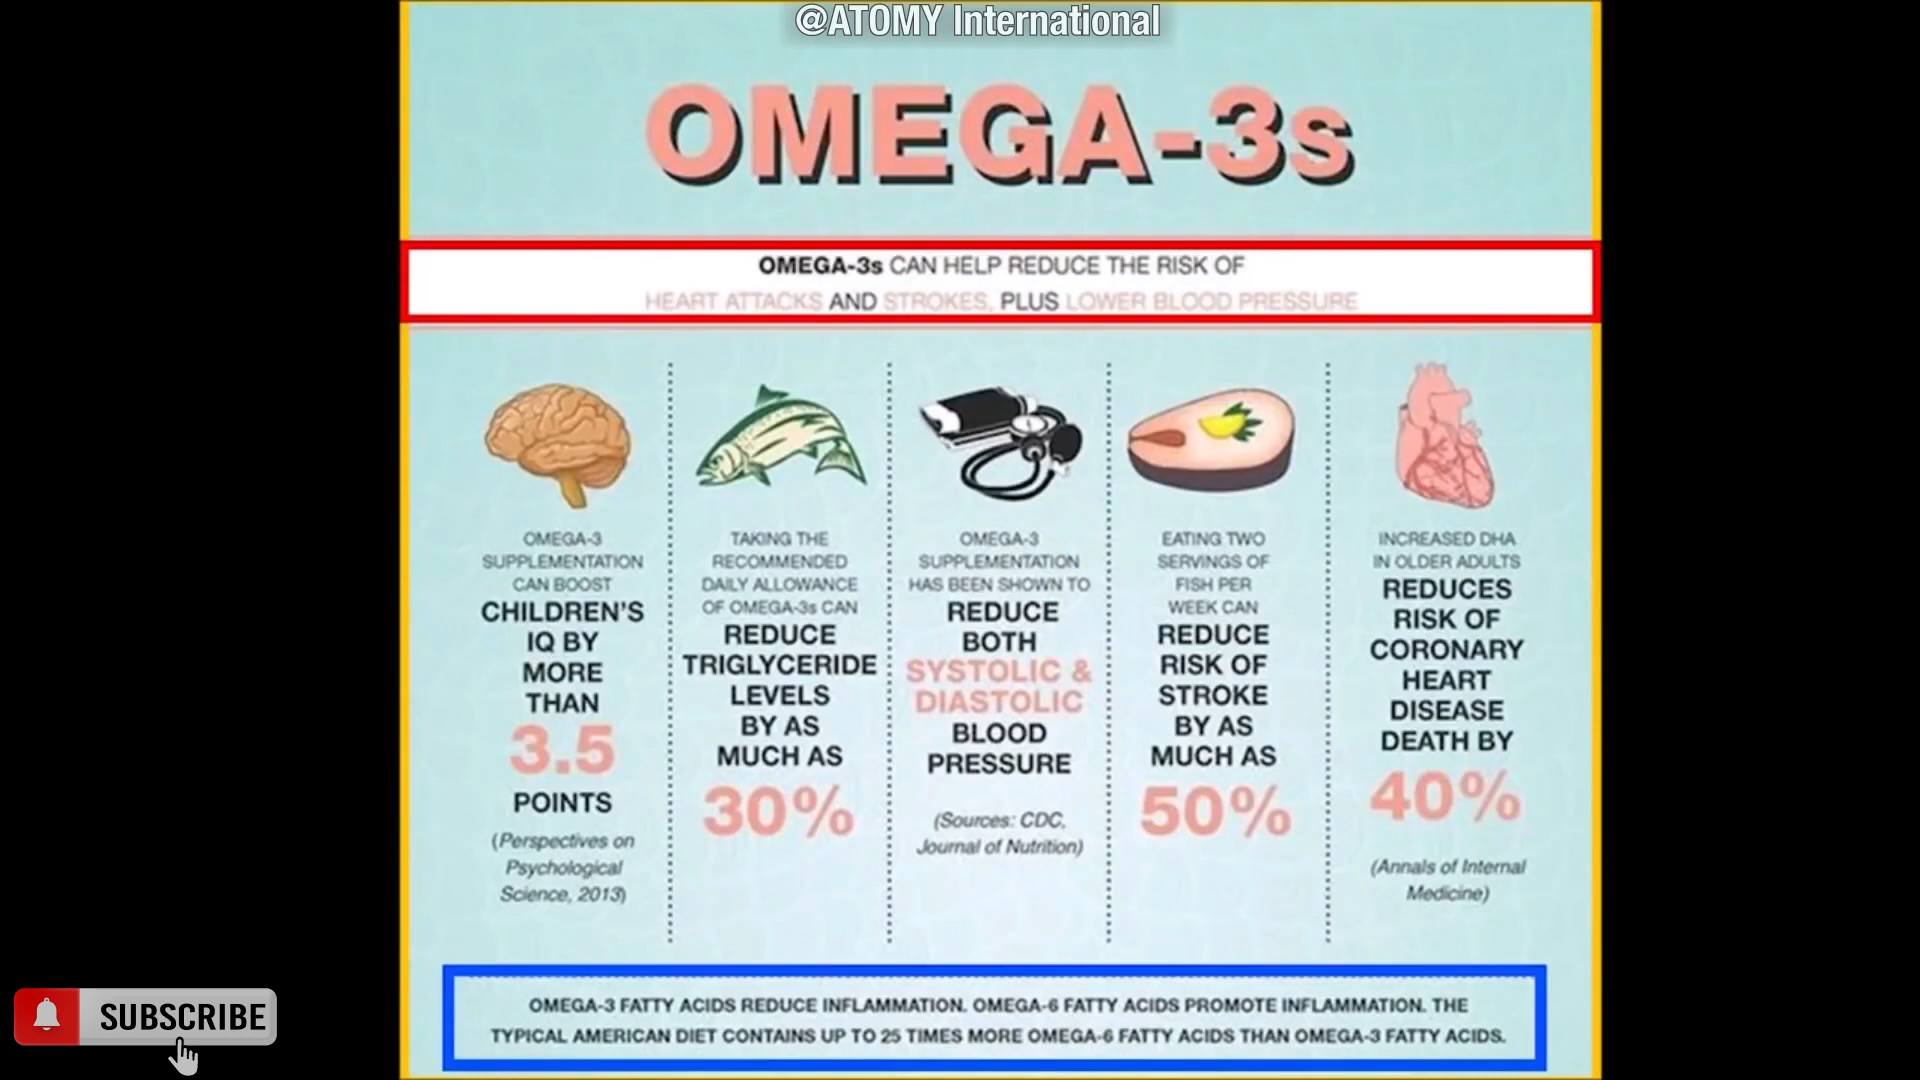 @ATOMY International
OMEGA-3s
OMEGA-3s CAN HELP REDUCE THE RISK OF
HEART ATTACKS AND STROKES, PLUS LOWER BLOOD PRESSURE
OMEGA-3
SUPPLEMENTATION
CAN BOOST
CHILDREN'S
IQ BY
MORE
THAN
3.5
POINTS
(Perspectives on
Psychological
Science, 2013)
TAKING THE
RECOMMENDED
DAILY ALLOWANCE
OF OMEGA-3s CAN
REDUCE
TRIGLYCERIDE
LEVELS
BY AS
MUCH AS
30%
OMEGA-3
SUPPLEMENTATION
HAS BEEN SHOWN TO
REDUCE
BOTH
SYSTOLIC &
DIASTOLIC
BLOOD
PRESSURE
(Sources: CDC,
Journal of Nutrition)
EATING TWO
SERVINGS OF
FISH PER
WEEK CAN
REDUCE
RISK OF
STROKE
BY AS
MUCH AS
50%
INCREASED DHA
IN OLDER ADULTS
REDUCES
RISK OF
CORONARY
HEART
DISEASE
DEATH BY
40%
(Annals of Internal
Medicine)
OMEGA-3 FATTY ACIDS REDUCE INFLAMMATION. OMEGA-6 FATTY ACIDS PROMOTE INFLAMMATION. THE
TYPICAL AMERICAN DIET CONTAINS UP TO 25 TIMES MORE OMEGA-6 FATTY ACIDS THAN OMEGA-3 FATTY ACIDS.
SUBSCRIBE